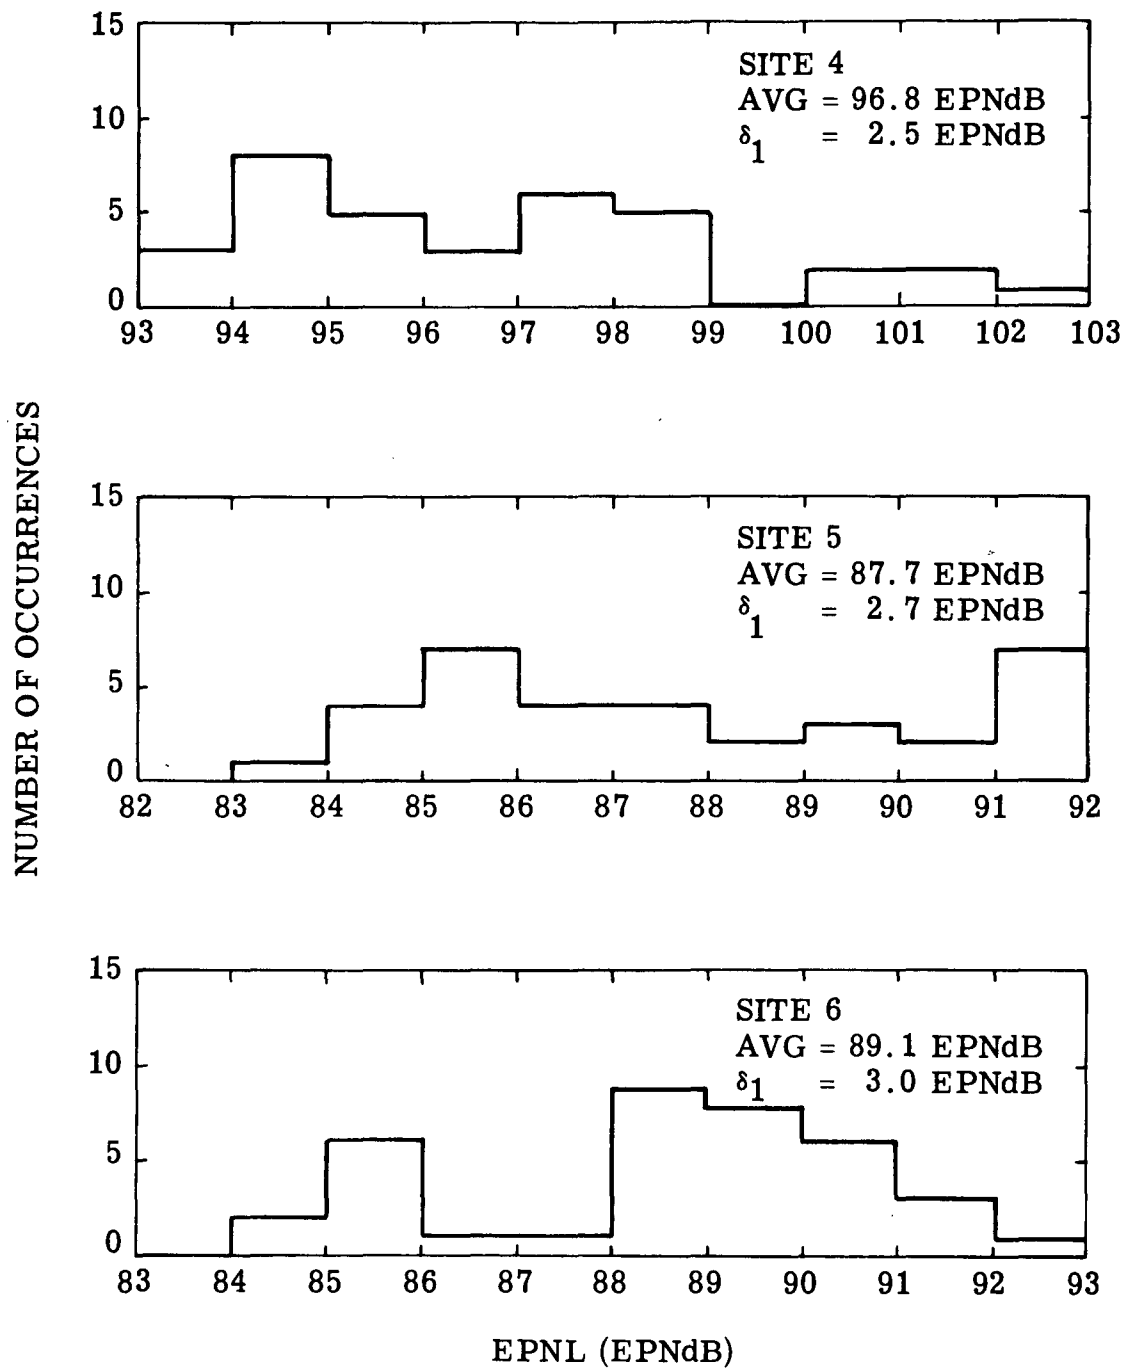 15
10
5
0
SITE 4
AVG = 96.8 EPNdB
δ1 = 2.5 EPNdB
93 94 95 96 97 98 99 100 101 102 103
NUMBER OF OCCURRENCES
15
10
5
0
SITE 5
AVG = 87.7 EPNdB
δ1 = 2.7 EPNdB
82 83 84 85 86 87 88 89 90 91 92
15
10
5
0
SITE 6
AVG = 89.1 EPNdB
δ1 = 3.0 EPNdB
83 84 85 86 87 88 89 90 91 92 93
EPNL (EPNdB)